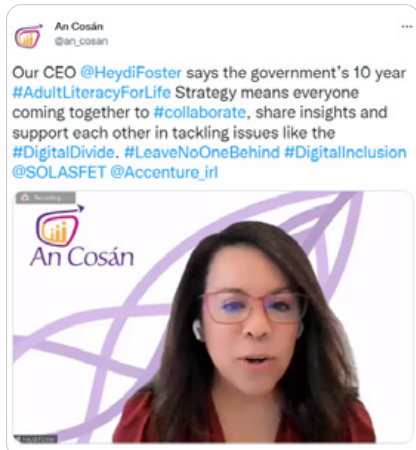 An Cosán
@an_cosan
Our CEO @HeydiFoster says the government's 10 year
#AdultLiteracyForLife Strategy means everyone
coming together to #collaborate, share insights and
support each other in tackling issues like the
#DigitalDivide. #LeaveNoOneBehind #DigitalInclusion
@SOLASFET @Accenture_irl
Recording...
An Cosán